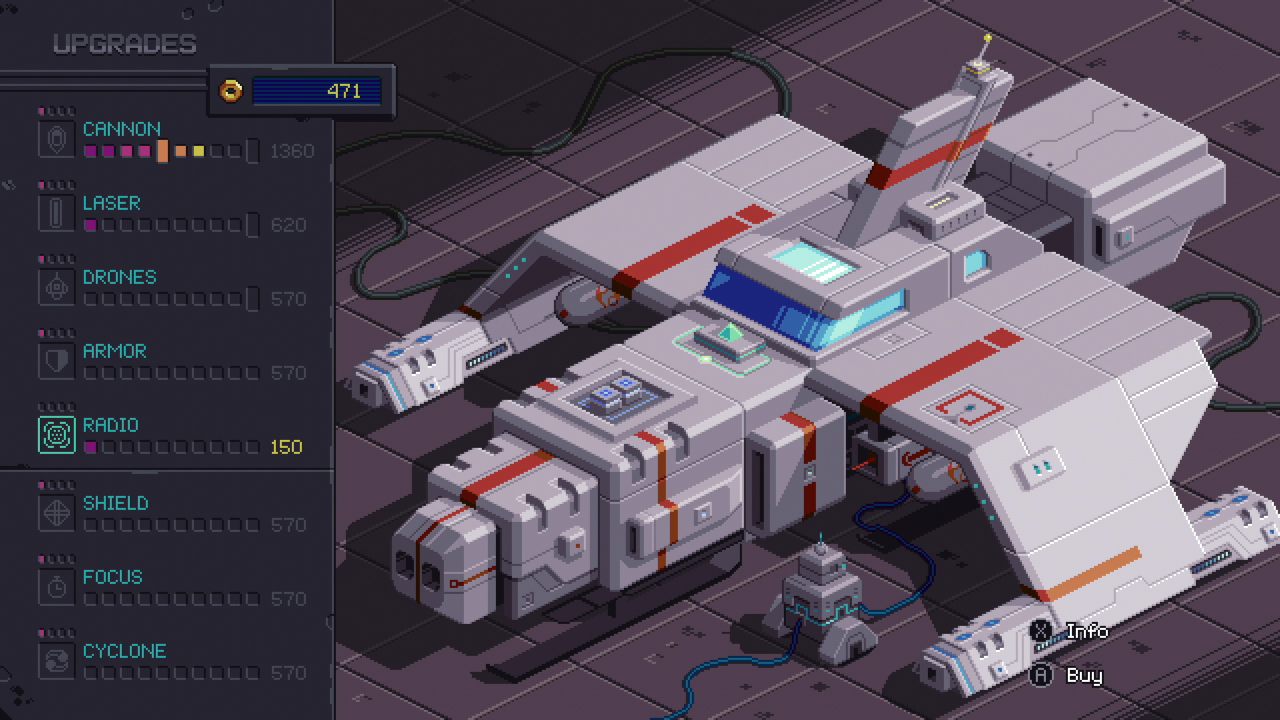 UPGRADES
471
CANNON
1360
LASER
620
DRONES
570
ARMOR
570
RADIO
150
SHIELD
570
FOCUS
570
CYCLONE
570
X Info
A Buy